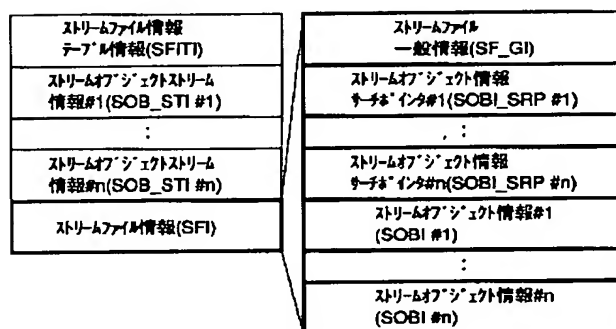 ｽﾄﾘｰﾑﾌｧｲﾙ情報
ﾃｰﾌﾞﾙ情報(SFITI)
ｽﾄﾘｰﾑｵﾌﾞｼﾞｪｸﾄｽﾄﾘｰﾑ
情報#1(SOB_STI #1)
:
ｽﾄﾘｰﾑｵﾌﾞｼﾞｪｸﾄｽﾄﾘｰﾑ
情報#n(SOB_STI #n)
ｽﾄﾘｰﾑﾌｧｲﾙ情報(SFI)
ｽﾄﾘｰﾑﾌｧｲﾙ
一般情報(SF_GI)
ｽﾄﾘｰﾑｵﾌﾞｼﾞｪｸﾄ情報
ｻｰﾁﾎﾟｲﾝﾀ#1(SOBI_SRP #1)
:
ｽﾄﾘｰﾑｵﾌﾞｼﾞｪｸﾄ情報
ｻｰﾁﾎﾟｲﾝﾀ#n(SOBI_SRP #n)
ｽﾄﾘｰﾑｵﾌﾞｼﾞｪｸﾄ情報#1
(SOBI #1)
:
ｽﾄﾘｰﾑｵﾌﾞｼﾞｪｸﾄ情報#n
(SOBI #n)